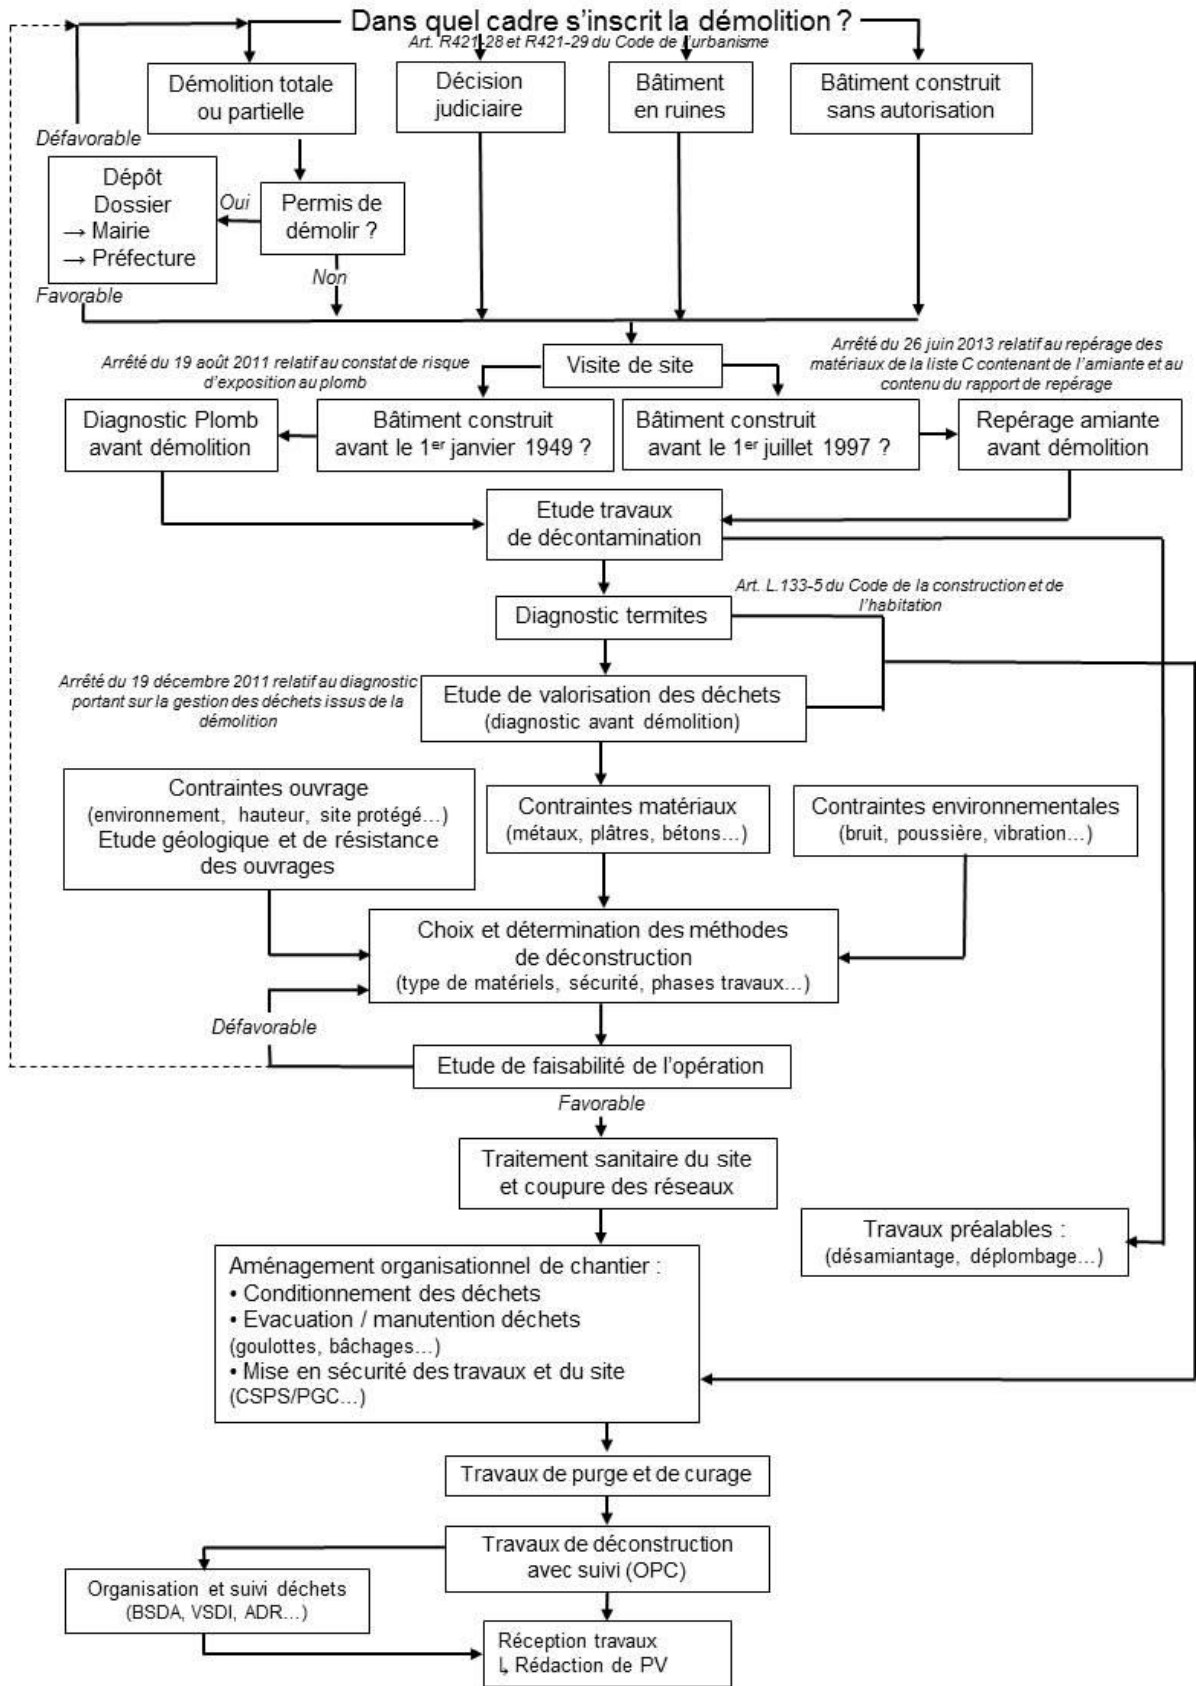 Dans quel cadre s’inscrit la démolition ?
Art. R421-28 et R421-29 du Code de l’urbanisme
Démolition totale
ou partielle
Décision
judiciaire
Bâtiment
en ruines
Bâtiment construit
sans autorisation
Défavorable
Dépôt
Dossier
→ Mairie
→ Préfecture
Oui
Permis de
démolir ?
Non
Favorable
Arrêté du 19 août 2011 relatif au constat de risque
d’exposition au plomb
Visite de site
Arrêté du 26 juin 2013 relatif au repérage des
matériaux de la liste C contenant de l’amiante et au
contenu du rapport de repérage
Diagnostic Plomb
avant démolition
Bâtiment construit
avant le 1er janvier 1949 ?
Bâtiment construit
avant le 1er juillet 1997 ?
Repérage amiante
avant démolition
Etude travaux
de décontamination
Art. L.133-5 du Code de la construction et de
l’habitation
Diagnostic termites
Arrêté du 19 décembre 2011 relatif au diagnostic
portant sur la gestion des déchets issus de la
démolition
Etude de valorisation des déchets
(diagnostic avant démolition)
Contraintes ouvrage
(environnement, hauteur, site protégé…)
Etude géologique et de résistance
des ouvrages
Contraintes matériaux
(métaux, plâtres, bétons…)
Contraintes environnementales
(bruit, poussière, vibration…)
Choix et détermination des méthodes
de déconstruction
(type de matériels, sécurité, phases travaux…)
Défavorable
Etude de faisabilité de l’opération
Favorable
Traitement sanitaire du site
et coupure des réseaux
Travaux préalables :
(désamiantage, déplombage…)
Aménagement organisationnel de chantier :
• Conditionnement des déchets
• Evacuation / manutention déchets
(goulottes, bâchages…)
• Mise en sécurité des travaux et du site
(CSPS/PGC…)
Travaux de purge et de curage
Travaux de déconstruction
avec suivi (OPC)
Organisation et suivi déchets
(BSDA, VSDI, ADR…)
Réception travaux
↳ Rédaction de PV